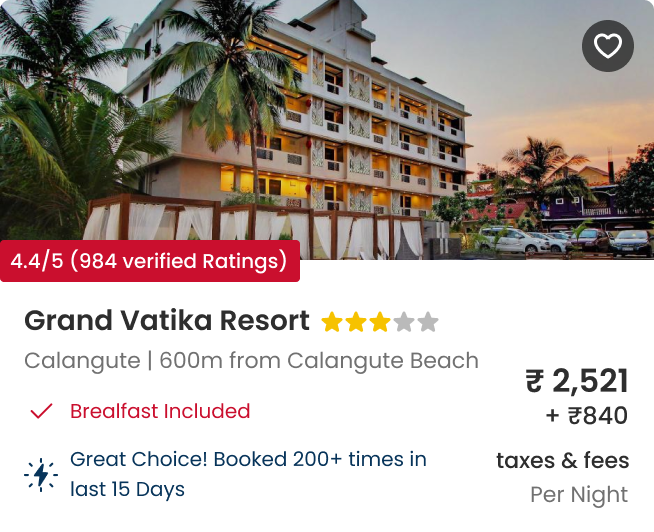 4.4/5 (984 verified Ratings)
Grand Vatika Resort
Calangute | 600m from Calangute Beach
₹ 2,521
+ ₹840
Brealfast Included
Great Choice! Booked 200+ times in
last 15 Days
taxes & fees
Per Night